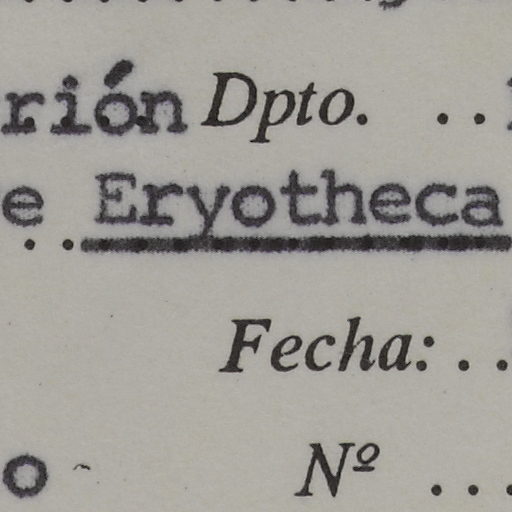 rión Dpto. ..
e Eryotheca
Fecha: ..
o Nº ...